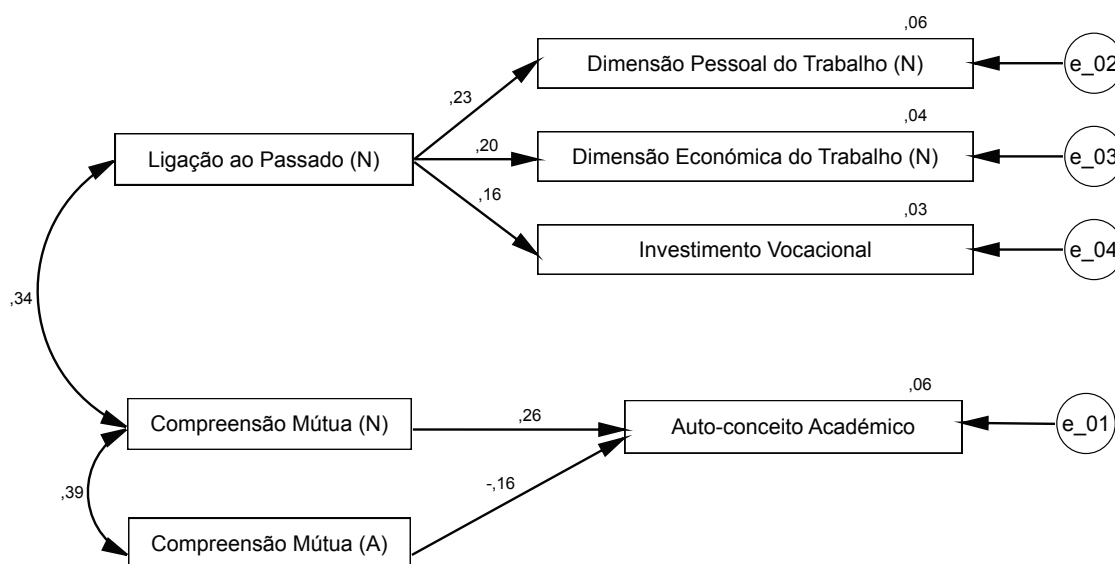 ,06
Dimensão Pessoal do Trabalho (N)
e_02
,23
,04
Ligação ao Passado (N)
,20
Dimensão Económica do Trabalho (N)
e_03
,16
,03
Investimento Vocacional
e_04
,34
,06
Compreensão Mútua (N)
,26
Auto-conceito Académico
e_01
-,16
,39
Compreensão Mútua (A)